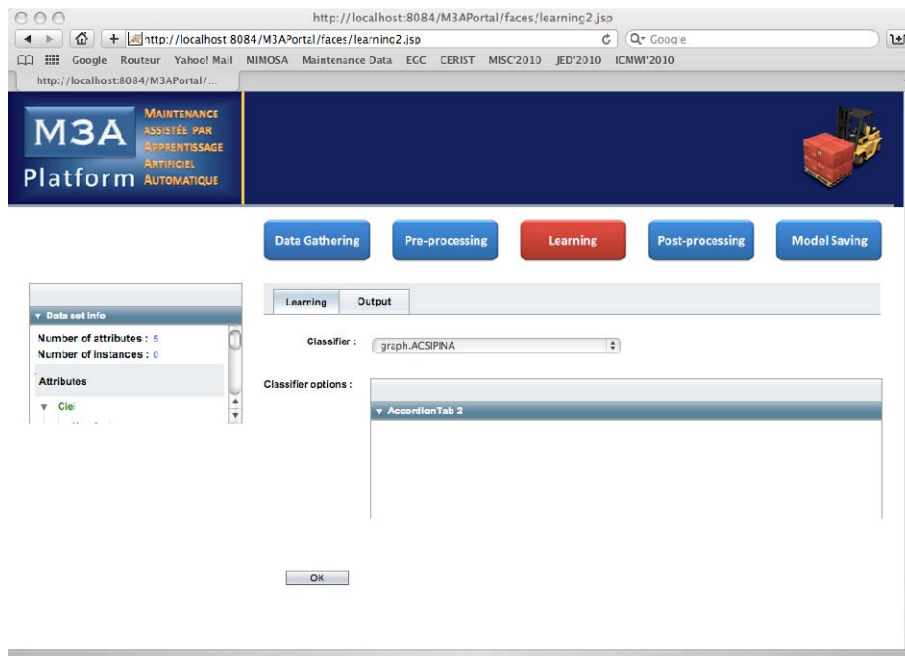 http://localhost:8084/M3APortal/faces/learning2.jsp
http://localhost 8084/M3APortal/faces/learning2.jsp
Google
Google Routeur Yahoo! Mail NIMOSA Maintenance Data EGC CERIST MISC'2010 JED'2010 ICMWI'2010
http://localhost:8084/M3APortal/...
M3A
Platform
MAINTENANCE
ASSISTÉE PAR
APPRENTISSAGE
ARTIFICIEL
AUTOMATIQUE
Data Gathering Pre-processing Learning Post-processing Model Saving
Learning Output
Data set info
Number of attributes : 5
Number of instances : 0
Attributes
Ciel
Classifier : graph.ACSIPINA
Classifier options :
AccordionTab 2
OK